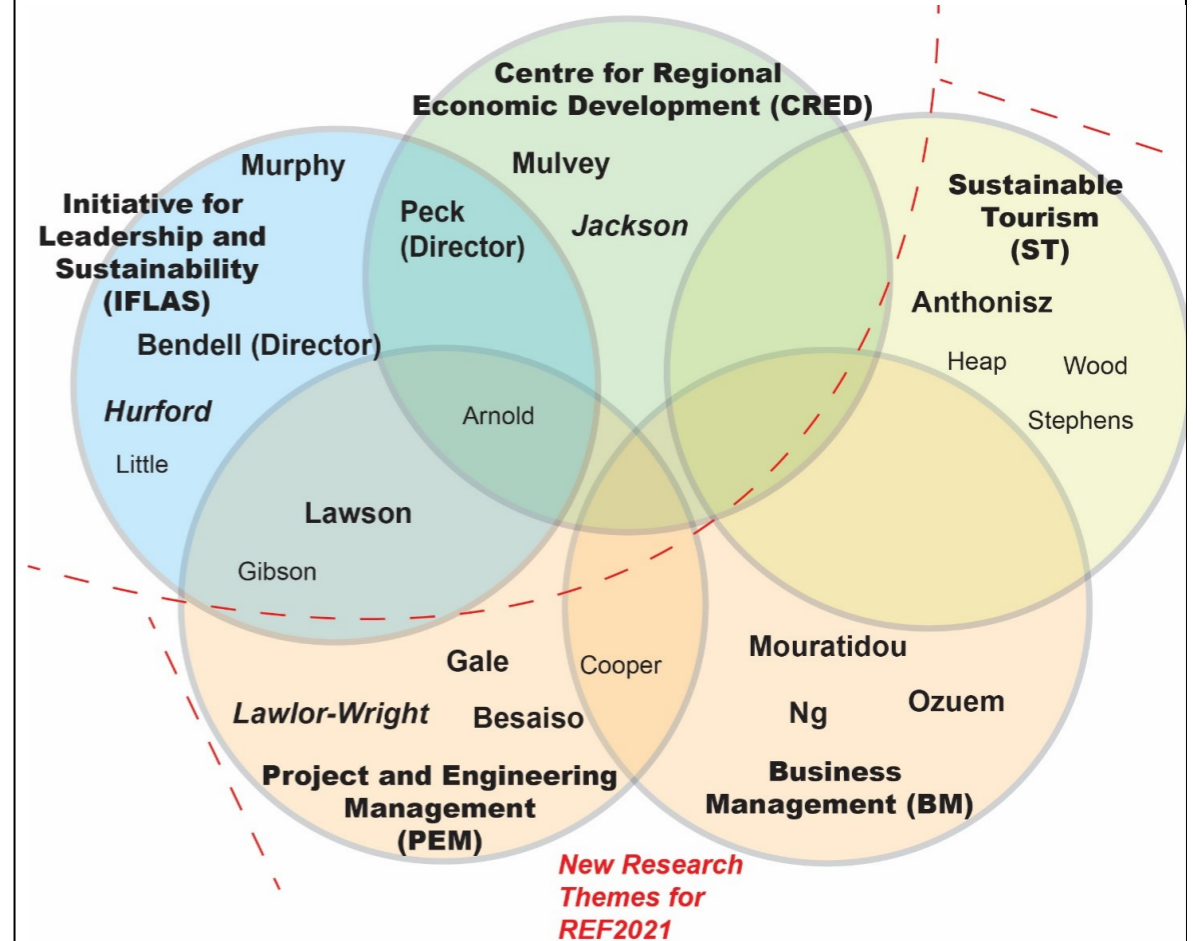 Centre for Regional
Economic Development (CRED)
Mulvey
Jackson
Peck
(Director)
Murphy
Initiative for
Leadership and
Sustainability
(IFLAS)
Bendell (Director)
Hurford
Little
Arnold
Lawson
Gibson
Sustainable
Tourism
(ST)
Anthonisz
Heap
Wood
Stephens
Gale
Cooper
Lawlor-Wright
Besaiso
Project and Engineering
Management
(PEM)
Mouratidou
Ng
Ozuem
Business
Management (BM)
New Research
Themes for
REF2021